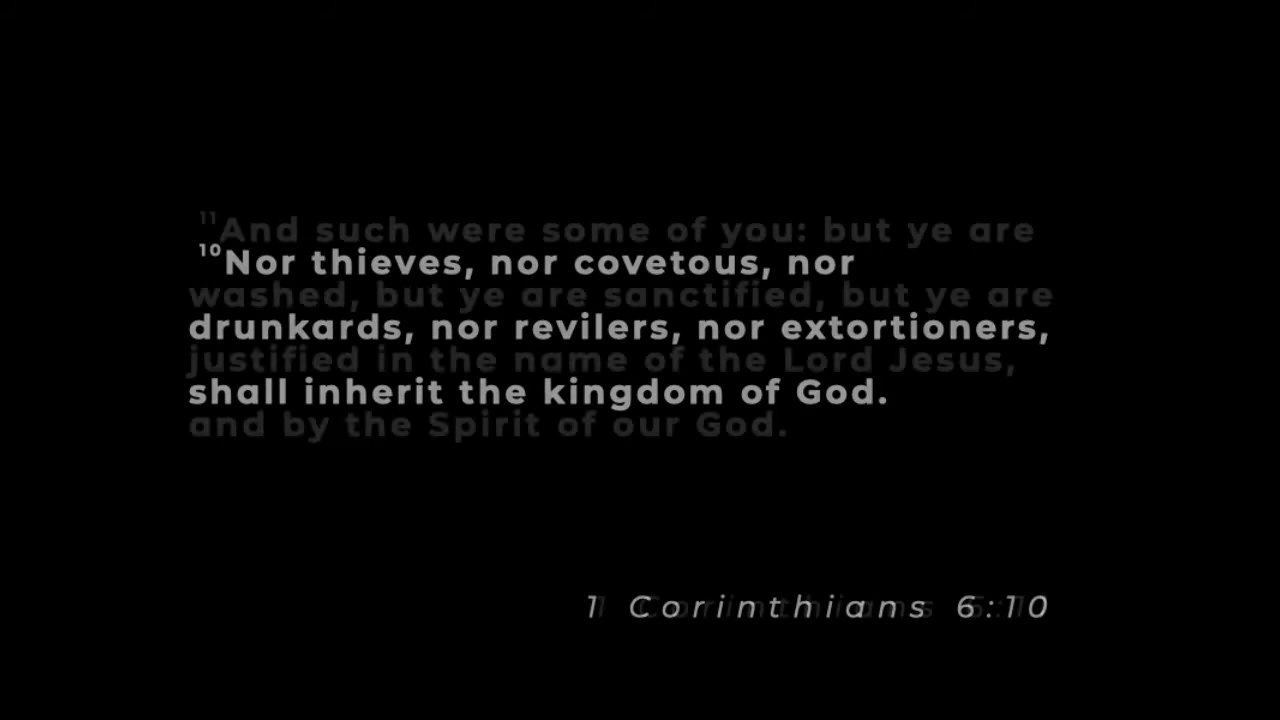 ¹¹And such were some of you: but ye are
¹⁰Nor thieves, nor covetous, nor
washed, but ye are sanctified, but ye are
drunkards, nor revilers, nor extortioners,
justified in the name of the Lord Jesus,
shall inherit the kingdom of God.
and by the Spirit of our God.
1 Corinthians 6:10